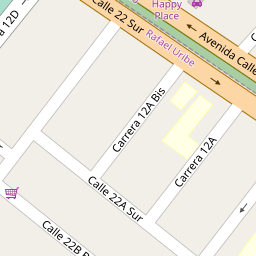 Happy
Place
Calle 22 Sur
Rafael Uribe
Avenida Calle
12D
Carrera 12A Bis
Carrera 12A
Calle 22A Sur
Calle 22B B